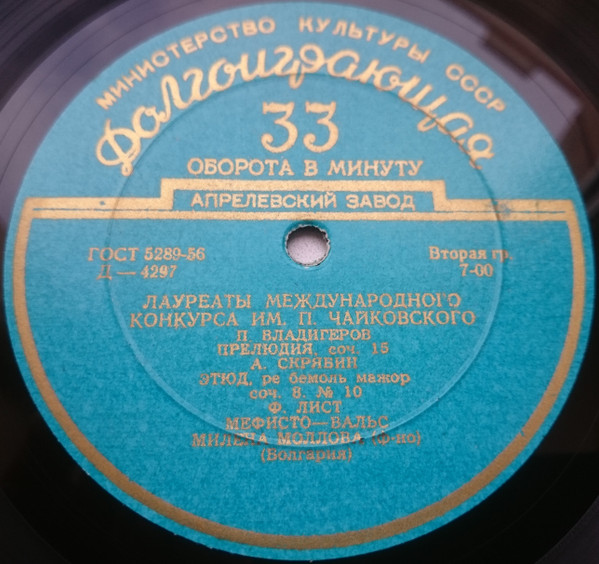 МИНИСТЕРСТВО КУЛЬТУРЫ СССР
Долгоиграющая
33
ОБОРОТА В МИНУТУ
АПРЕЛЕВСКИЙ ЗАВОД
ГОСТ 5289-56
Д — 4297
Вторая гр.
7-00
ЛАУРЕАТЫ МЕЖДУНАРОДНОГО
КОНКУРСА ИМ. П. ЧАЙКОВСКОГО
П. ВЛАДИГЕРОВ
ПРЕЛЮДИЯ, соч. 15
А. СКРЯБИН
ЭТЮД, ре бемоль мажор
соч. 8, № 10
Ф. ЛИСТ
МЕФИСТО—ВАЛЬС
МИЛЕНА МОЛЛОВА (ф-но)
(Болгария)